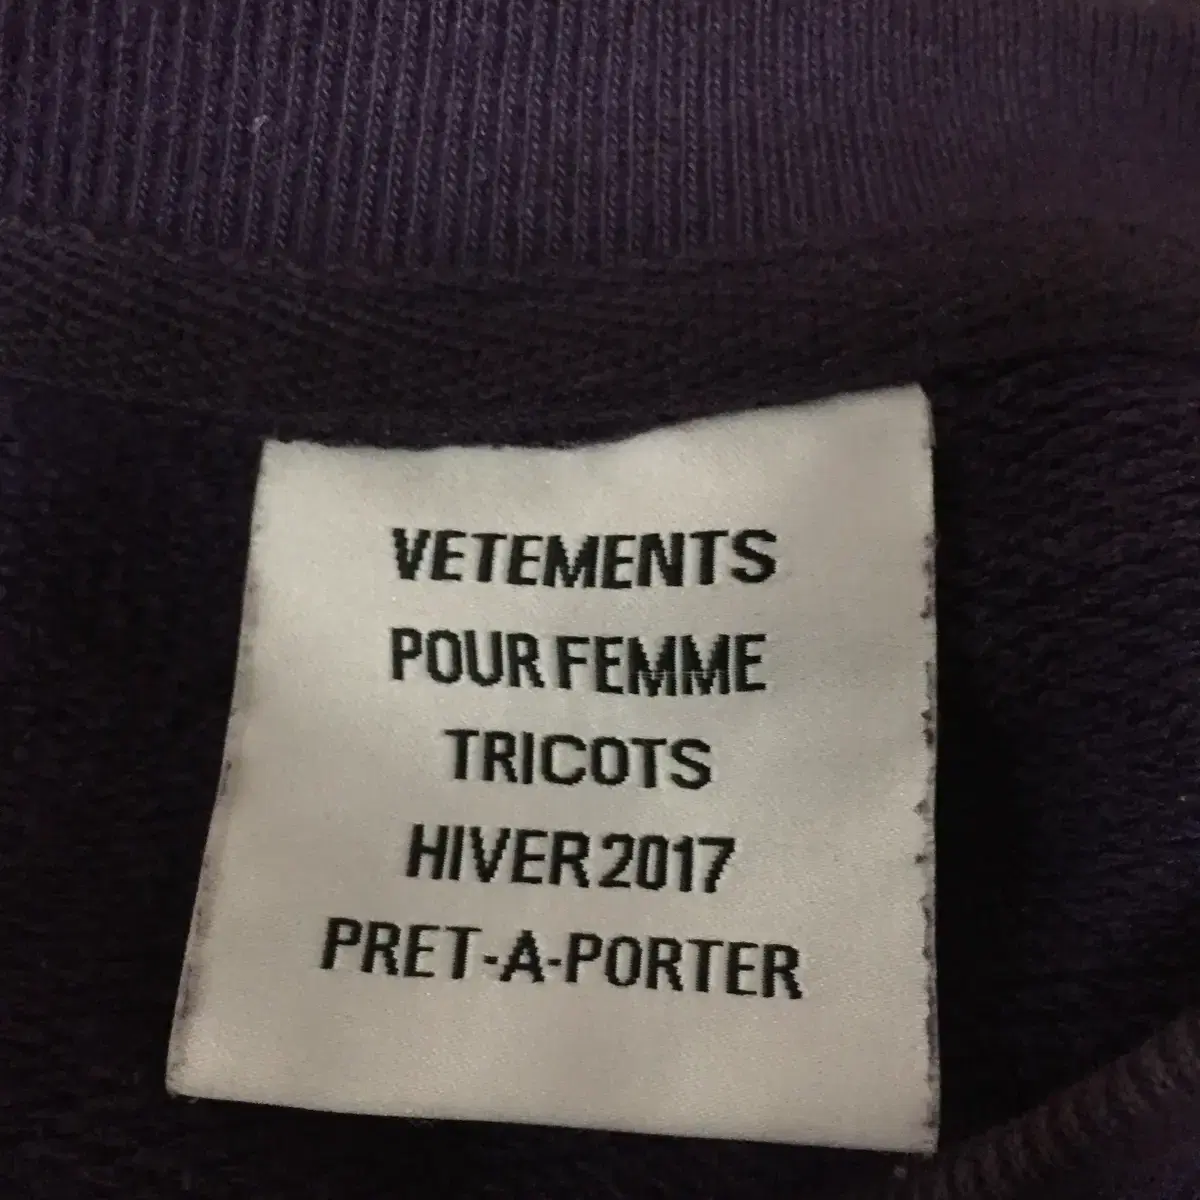 VETEMENTS
POUR FEMME
TRICOTS
HIVER 2017
PRET-A-PORTER